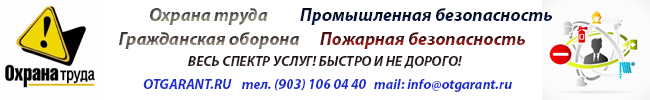 Охрана труда Промышленная безопасность
Гражданская оборона Пожарная безопасность
ВЕСЬ СПЕКТР УСЛУГ! БЫСТРО И НЕ ДОРОГО!
Охрана труда
OTGARANT.RU тел. (903) 106 04 40 mail: info@otgarant.ru